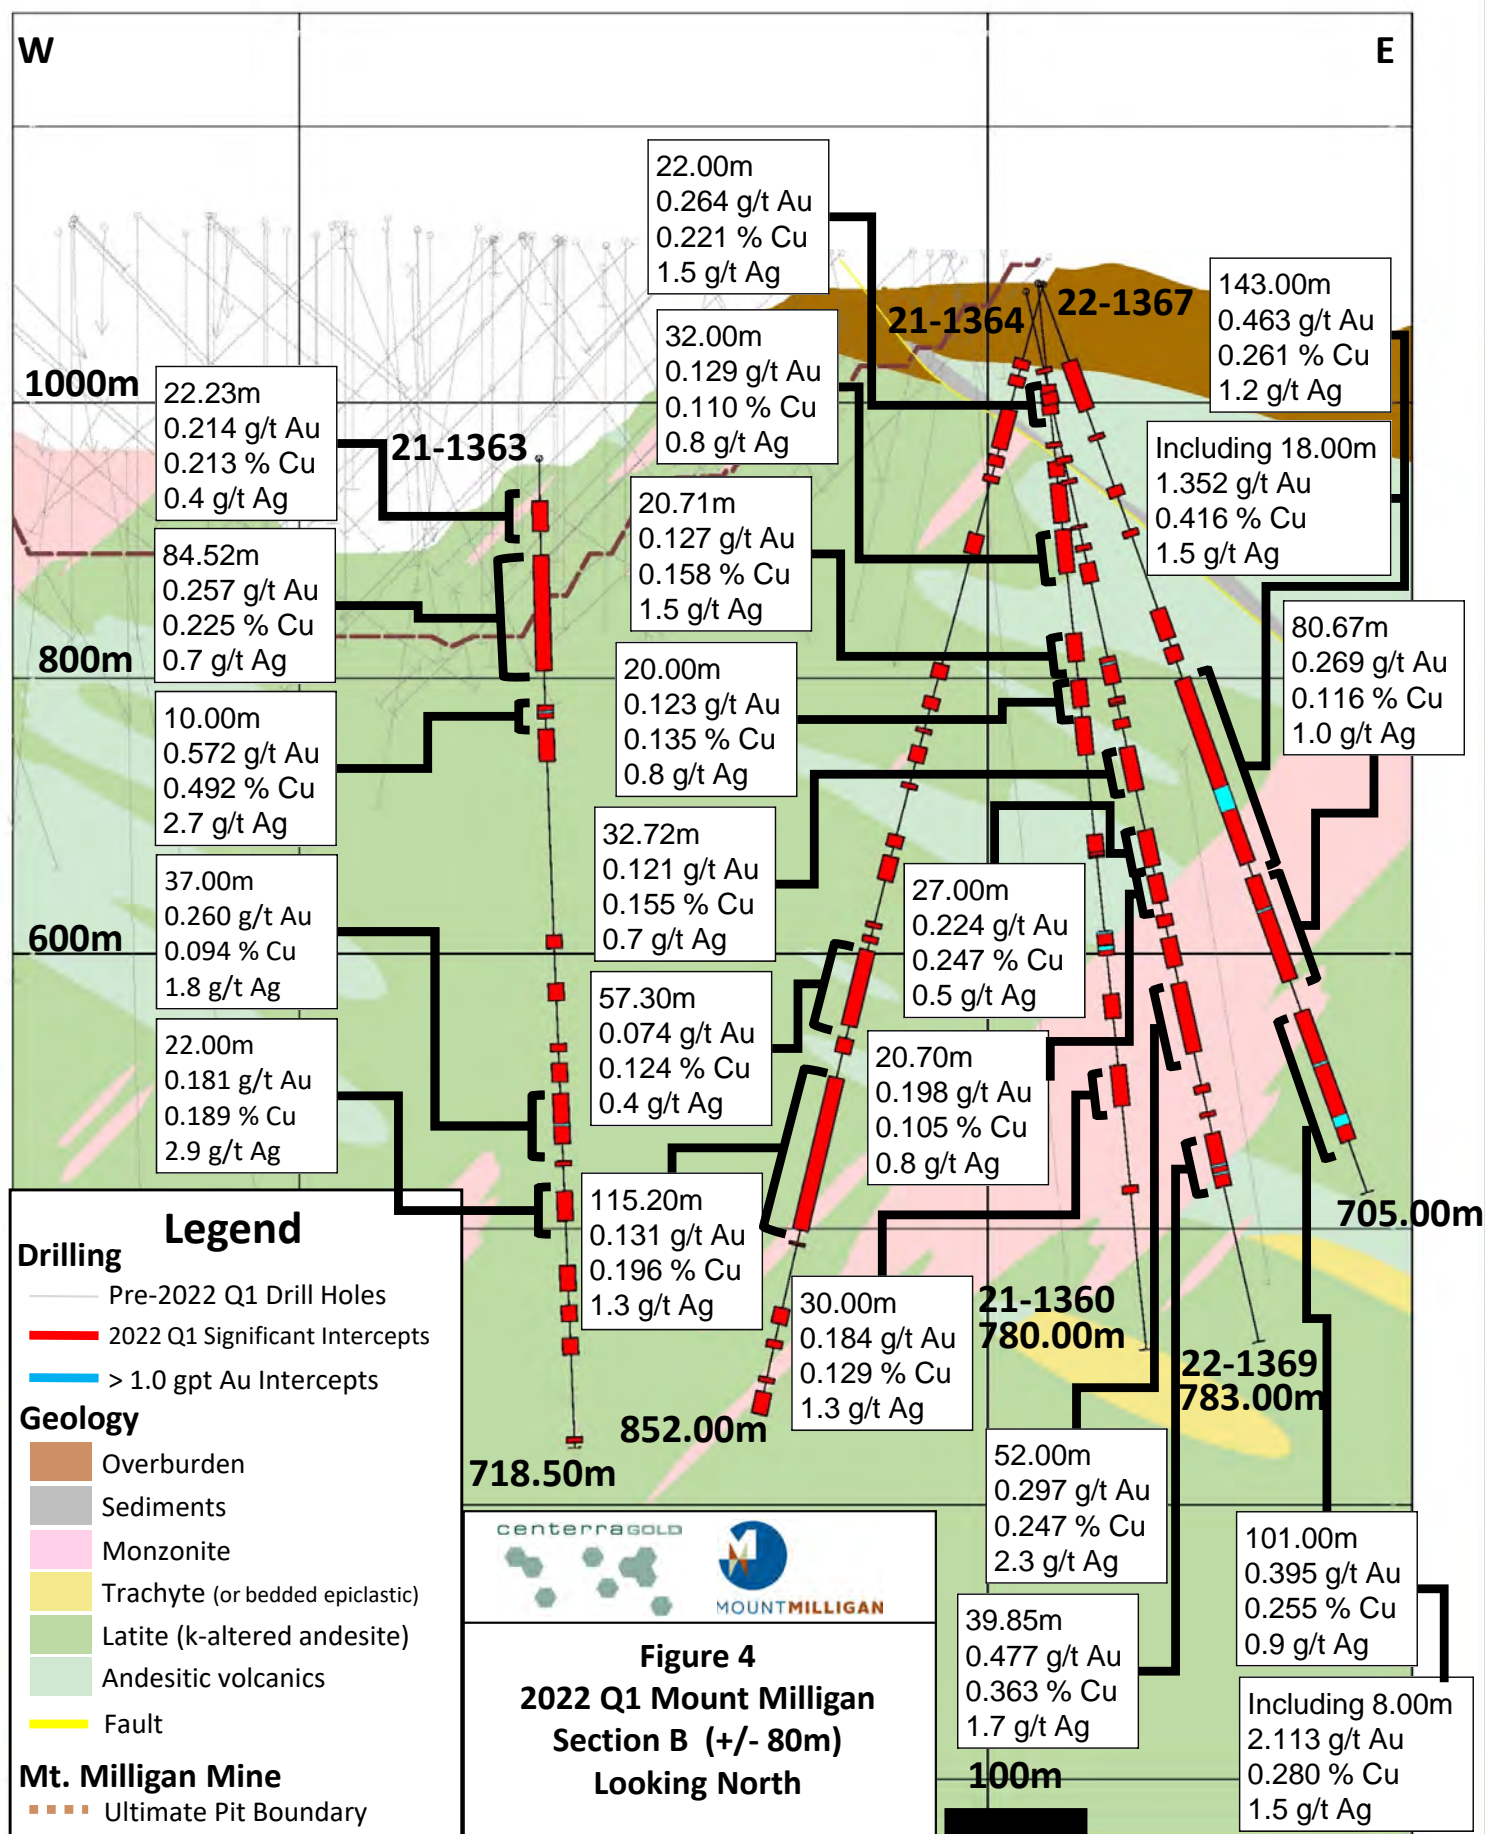 W
E
22.00m
0.264 g/t Au
0.221 % Cu
1.5 g/t Ag
21-1364
22-1367
143.00m
0.463 g/t Au
0.261 % Cu
1.2 g/t Ag
32.00m
0.129 g/t Au
0.110 % Cu
0.8 g/t Ag
1000m
22.23m
0.214 g/t Au
0.213 % Cu
0.4 g/t Ag
21-1363
Including 18.00m
1.352 g/t Au
0.416 % Cu
1.5 g/t Ag
20.71m
0.127 g/t Au
0.158 % Cu
1.5 g/t Ag
84.52m
0.257 g/t Au
0.225 % Cu
0.7 g/t Ag
800m
80.67m
0.269 g/t Au
0.116 % Cu
1.0 g/t Ag
20.00m
0.123 g/t Au
0.135 % Cu
0.8 g/t Ag
10.00m
0.572 g/t Au
0.492 % Cu
2.7 g/t Ag
32.72m
0.121 g/t Au
0.155 % Cu
0.7 g/t Ag
37.00m
0.260 g/t Au
0.094 % Cu
1.8 g/t Ag
600m
27.00m
0.224 g/t Au
0.247 % Cu
0.5 g/t Ag
57.30m
0.074 g/t Au
0.124 % Cu
0.4 g/t Ag
22.00m
0.181 g/t Au
0.189 % Cu
2.9 g/t Ag
20.70m
0.198 g/t Au
0.105 % Cu
0.8 g/t Ag
115.20m
0.131 g/t Au
0.196 % Cu
1.3 g/t Ag
705.00m
30.00m
0.184 g/t Au
0.129 % Cu
1.3 g/t Ag
21-1360
780.00m
22-1369
783.00m
852.00m
718.50m
52.00m
0.297 g/t Au
0.247 % Cu
2.3 g/t Ag
101.00m
0.395 g/t Au
0.255 % Cu
0.9 g/t Ag
39.85m
0.477 g/t Au
0.363 % Cu
1.7 g/t Ag
Including 8.00m
2.113 g/t Au
0.280 % Cu
1.5 g/t Ag
100m
Legend
Drilling
Pre-2022 Q1 Drill Holes
2022 Q1 Significant Intercepts
> 1.0 gpt Au Intercepts
Geology
Overburden
Sediments
Monzonite
Trachyte (or bedded epiclastic)
Latite (k-altered andesite)
Andesitic volcanics
Fault
Mt. Milligan Mine
Ultimate Pit Boundary
centerraGOLD
MOUNTMILLIGAN
Figure 4
2022 Q1 Mount Milligan
Section B (+/- 80m)
Looking North